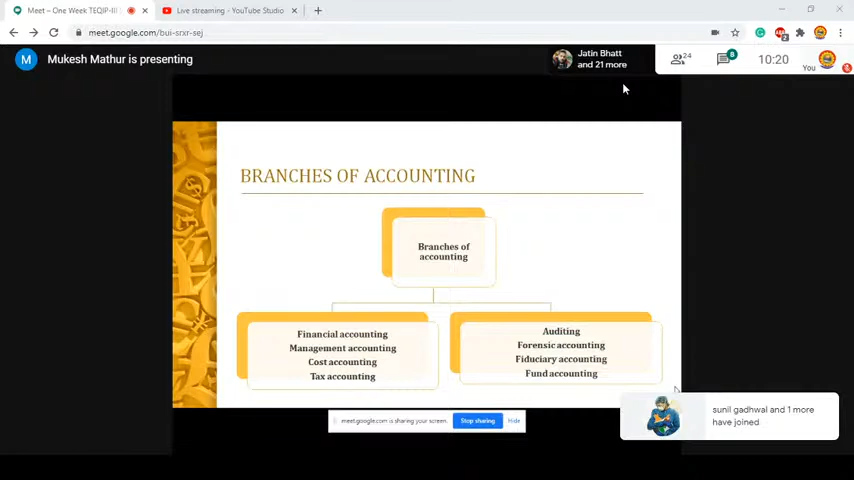 Meet – One Week TEQIP-III
Live streaming - YouTube Studio
meet.google.com/bui-srxr-sej
M
Mukesh Mathur is presenting
Jatin Bhatt
and 21 more
24
8
10:20
You
BRANCHES OF ACCOUNTING
Branches of
accounting
Financial accounting
Management accounting
Cost accounting
Tax accounting
Auditing
Forensic accounting
Fiduciary accounting
Fund accounting
meet.google.com is sharing your screen.
Stop sharing
Hide
sunil gadhwal and 1 more
have joined